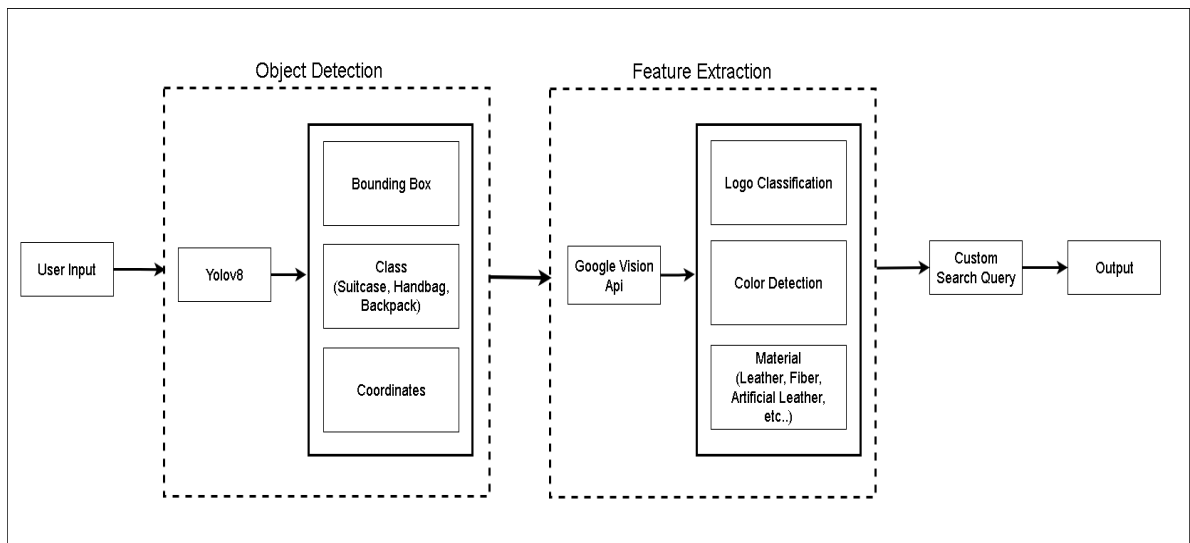 Object Detection
Feature Extraction
User Input
Yolov8
Bounding Box
Class
(Suitcase, Handbag,
Backpack)
Coordinates
Google Vision
Api
Logo Classification
Color Detection
Material
(Leather, Fiber,
Artificial Leather,
etc..)
Custom
Search Query
Output